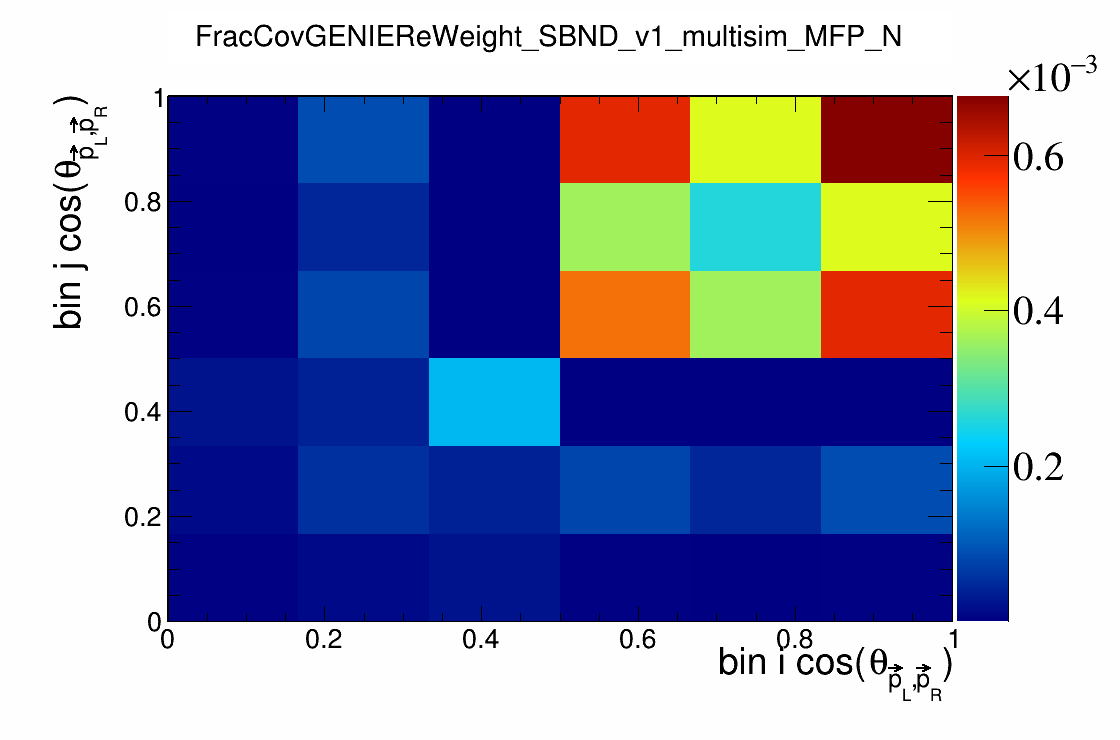 FracCovGENIEReWeight_SBND_v1_multisim_MFP_N
×10⁻³
bin j cos(θ_{p⃗_L,p⃗_R})
1
0.8
0.6
0.4
0.2
0
0 0.2 0.4 0.6 0.8 1
bin i cos(θ_{p⃗_L,p⃗_R})
0.6
0.4
0.2